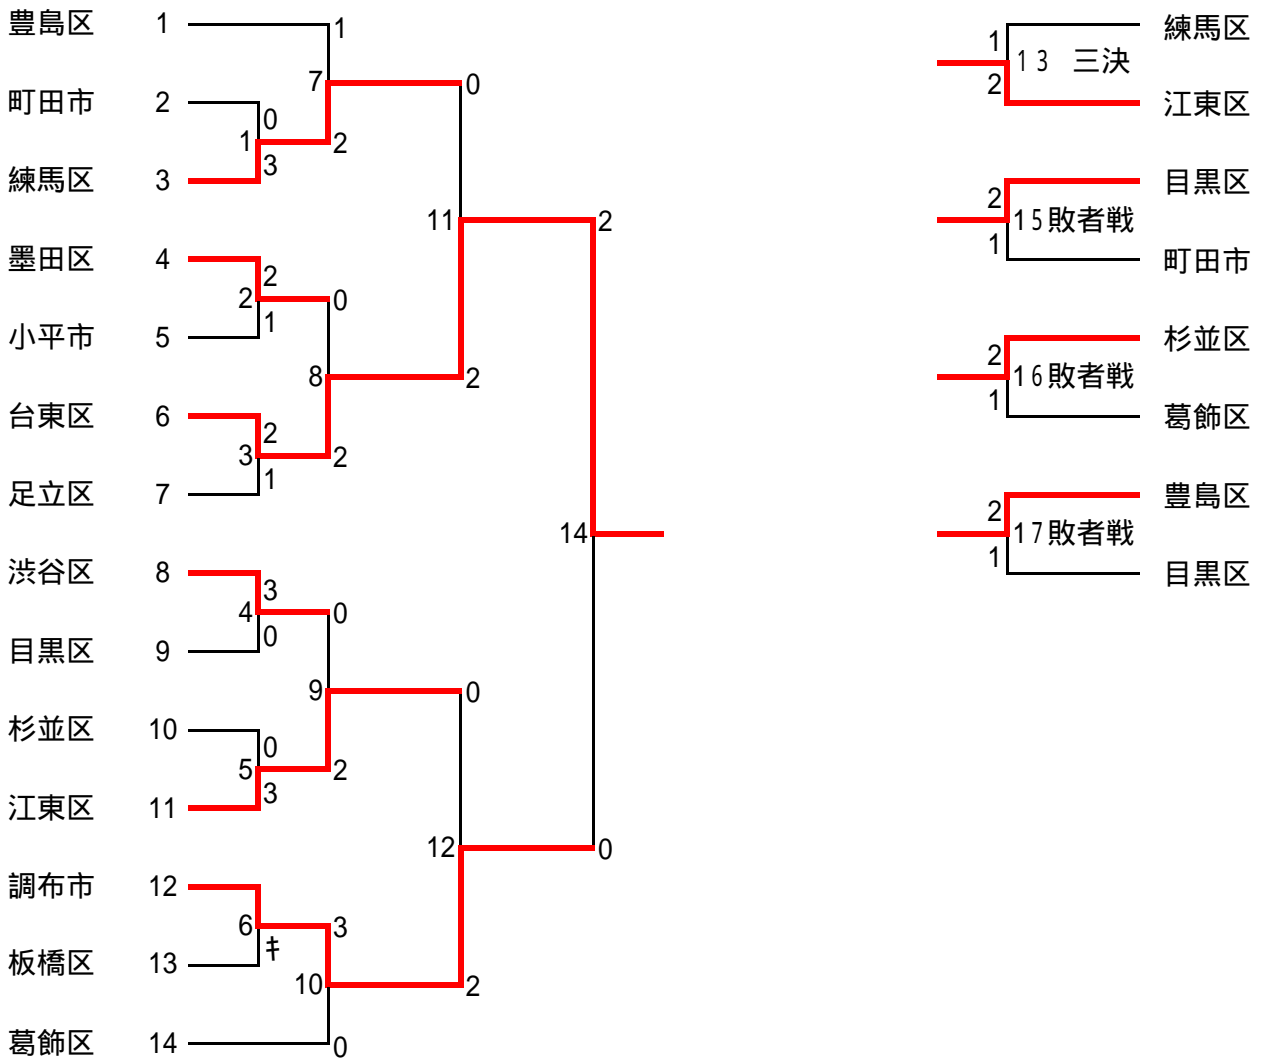 豊島区 1
町田市 2
練馬区 3
墨田区 4
小平市 5
台東区 6
足立区 7
渋谷区 8
目黒区 9
杉並区 10
江東区 11
調布市 12
板橋区 13
葛飾区 14
1
7
2
0
1
3
2
2
1
0
8
2
2
3
1
0
11
2
2
3
4
0
0
9
2
0
5
3
6
キ
3
10
0
0
12
2
14
0
練馬区
1
13 三決
2
江東区
目黒区
2
15敗者戦
1
町田市
杉並区
2
16敗者戦
1
葛飾区
豊島区
2
17敗者戦
1
目黒区